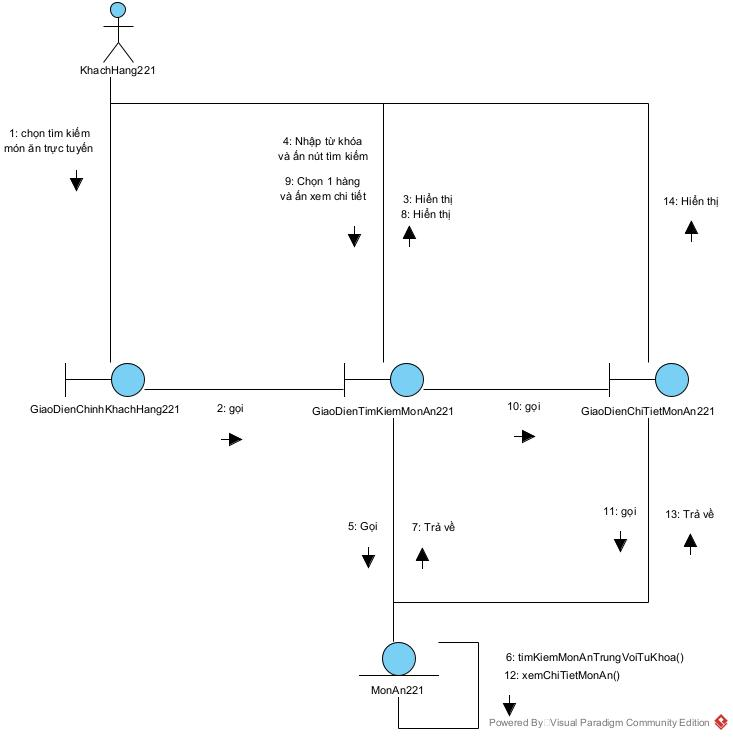 KhachHang221
1: chọn tìm kiếm
món ăn trực tuyến
4: Nhập từ khóa
và ấn nút tìm kiếm
9: Chọn 1 hàng
và ấn xem chi tiết
3: Hiển thị
8: Hiển thị
14: Hiển thị
GiaoDienChinhKhachHang221
GiaoDienTimKiemMonAn221
GiaoDienChiTietMonAn221
2: gọi
10: gọi
5: Gọi
7: Trả về
11: gọi
13: Trả về
6: timKiemMonAnTrungVoiTuKhoa()
12: xemChiTietMonAn()
MonAn221
Powered By Visual Paradigm Community Edition